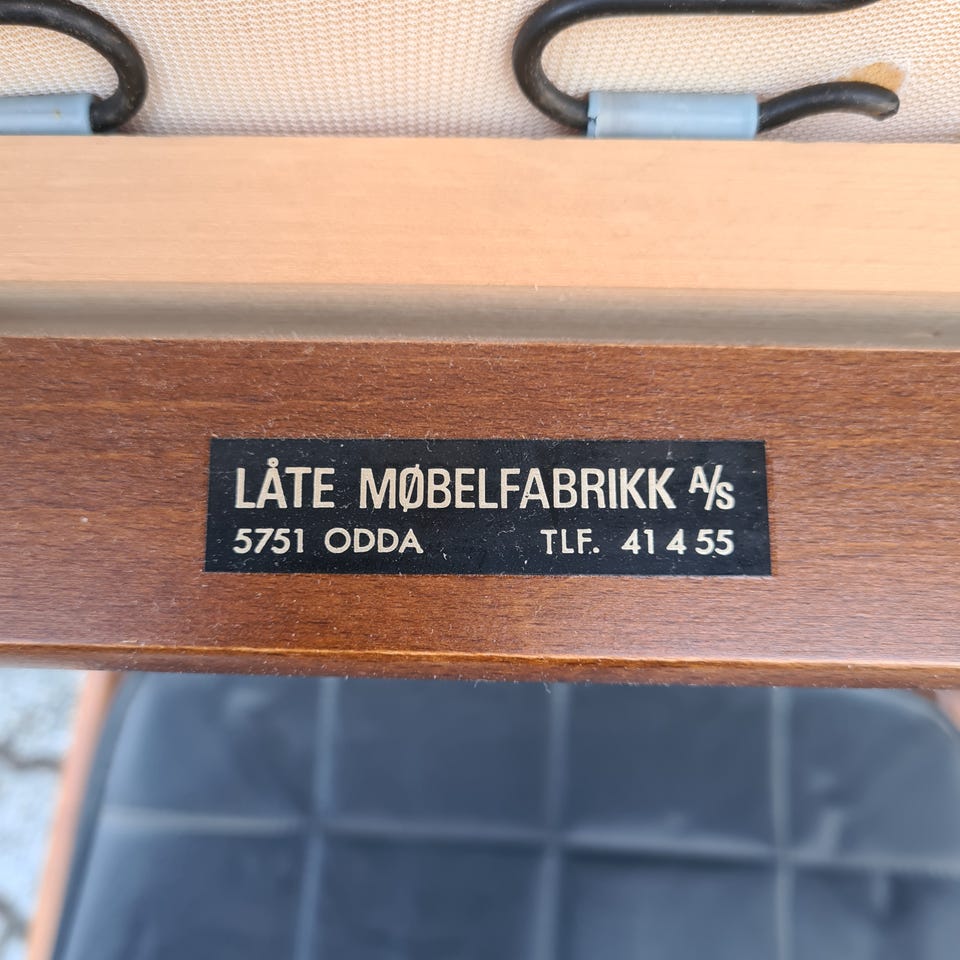 LÅTE MØBELFABRIKK A/S
5751 ODDA TLF. 41 4 55